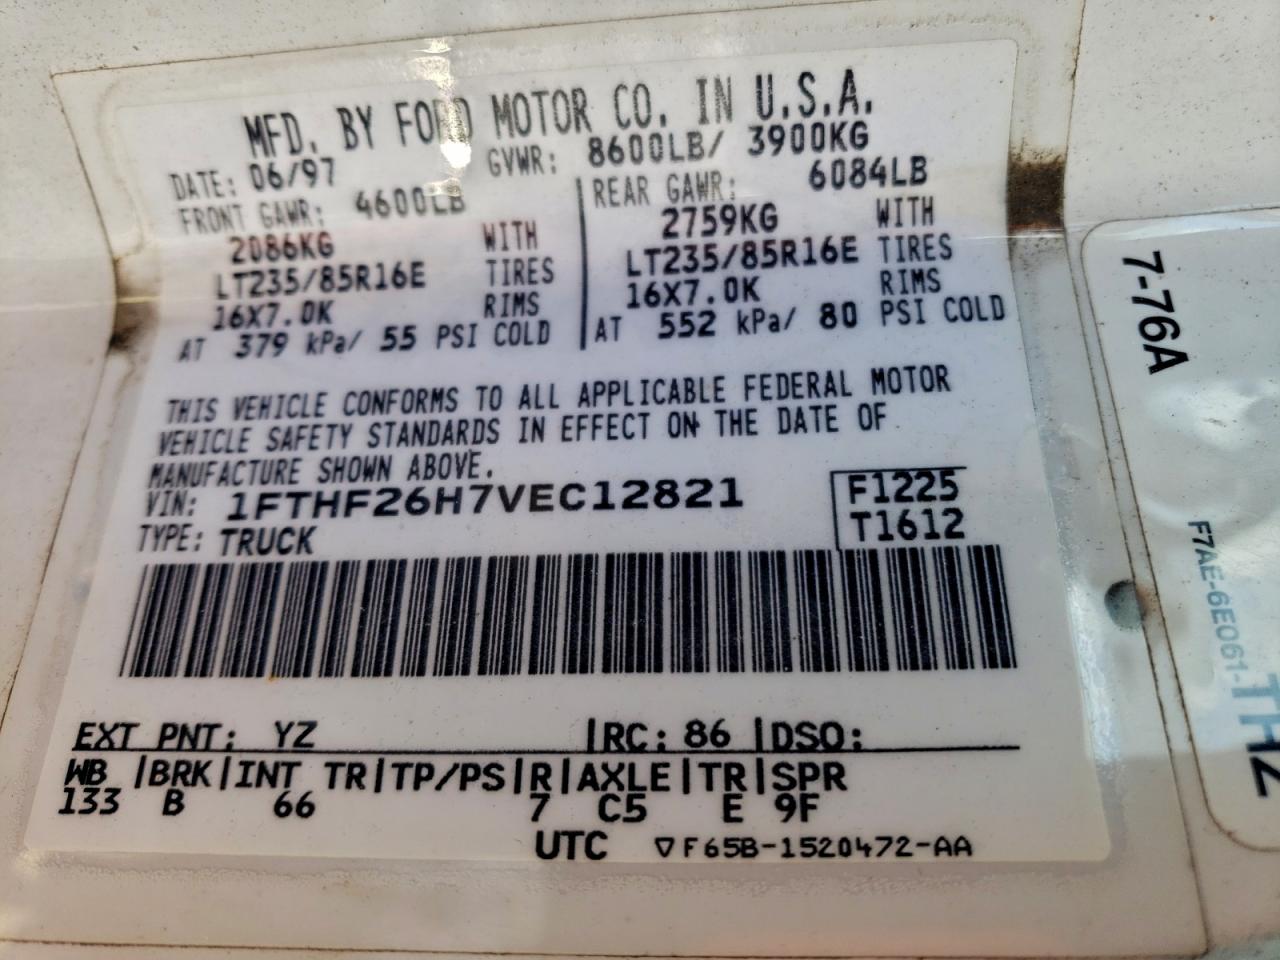 MFD. BY FORD MOTOR CO. IN U.S.A.
DATE: 06/97 GVWR: 8600LB/ 3900KG
FRONT GAWR: 4600LB
2086KG WITH
LT235/85R16E TIRES
16X7.0K RIMS
AT 379 kPa/ 55 PSI COLD
REAR GAWR: 6084LB
2759KG WITH
LT235/85R16E TIRES
16X7.0K RIMS
AT 552 kPa/ 80 PSI COLD
THIS VEHICLE CONFORMS TO ALL APPLICABLE FEDERAL MOTOR
VEHICLE SAFETY STANDARDS IN EFFECT ON THE DATE OF
MANUFACTURE SHOWN ABOVE.
VIN: 1FTHF26H7VEC12821
TYPE: TRUCK
F1225
T1612
EXT PNT: YZ |RC: 86 |DSO:
WB |BRK|INT TR|TP/PS|R|AXLE|TR|SPR
133 B 66 7 C5 E 9F
UTC ▽F65B-1520472-AA
7-76A
F7AE-6E061-